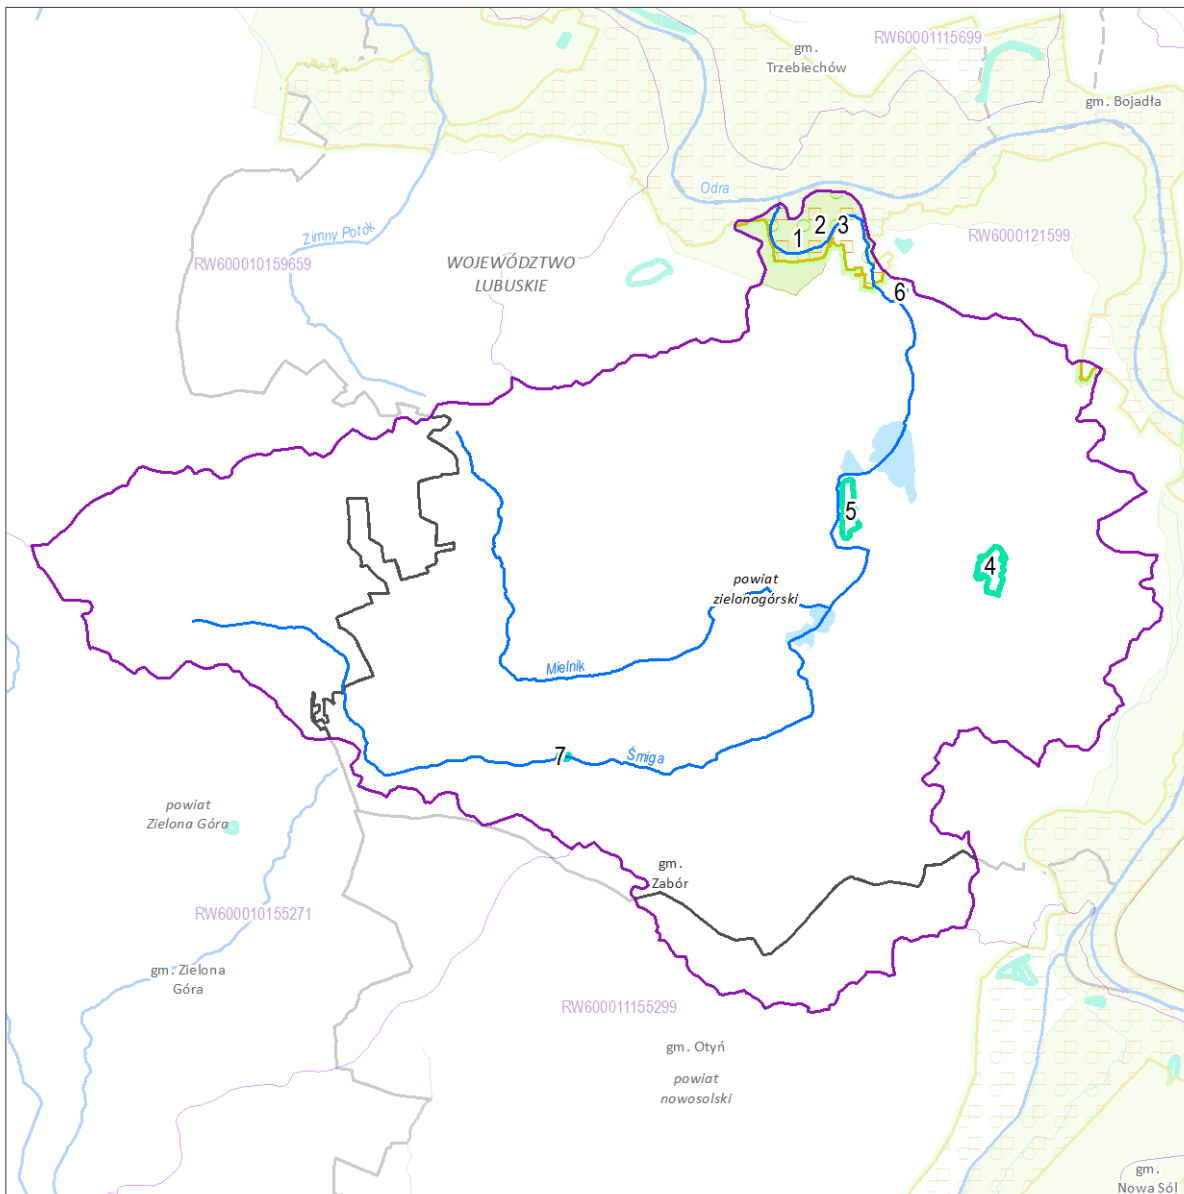 RW60001115699
gm.
Trzebiechów
gm. Bojadła
Odra
Zimny Potok
1
2
3
RW6000121599
RW600010159659
WOJEWÓDZTWO
LUBUSKIE
6
5
4
powiat
zielonogórski
Mielnik
7
Śmiga
powiat
Zielona Góra
gm.
Zabór
RW600010155271
gm. Zielona
Góra
RW600011155299
gm. Otyń
powiat
nowosolski
gm.
Nowa Sól